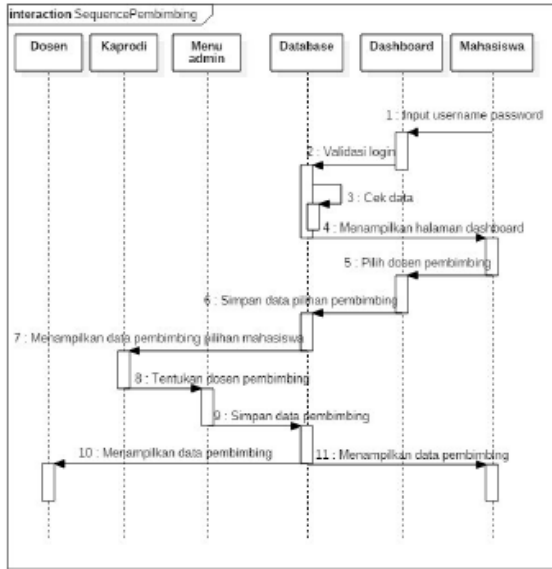 interaction SequencePembimbing
Dosen
Kaprodi
Menu
admin
Database
Dashboard
Mahasiswa
1 : Input username password
2 : Validasi login
3 : Cek data
4 : Menampilkan halaman dashboard
5 : Pilih dosen pembimbing
6 : Simpan data pilihan pembimbing
7 : Menampilkan data pembimbing pilihan mahasiswa
8 : Tentukan dosen pembimbing
9 : Simpan data pembimbing
10 : Menampilkan data pembimbing
11 : Menampilkan data pembimbing